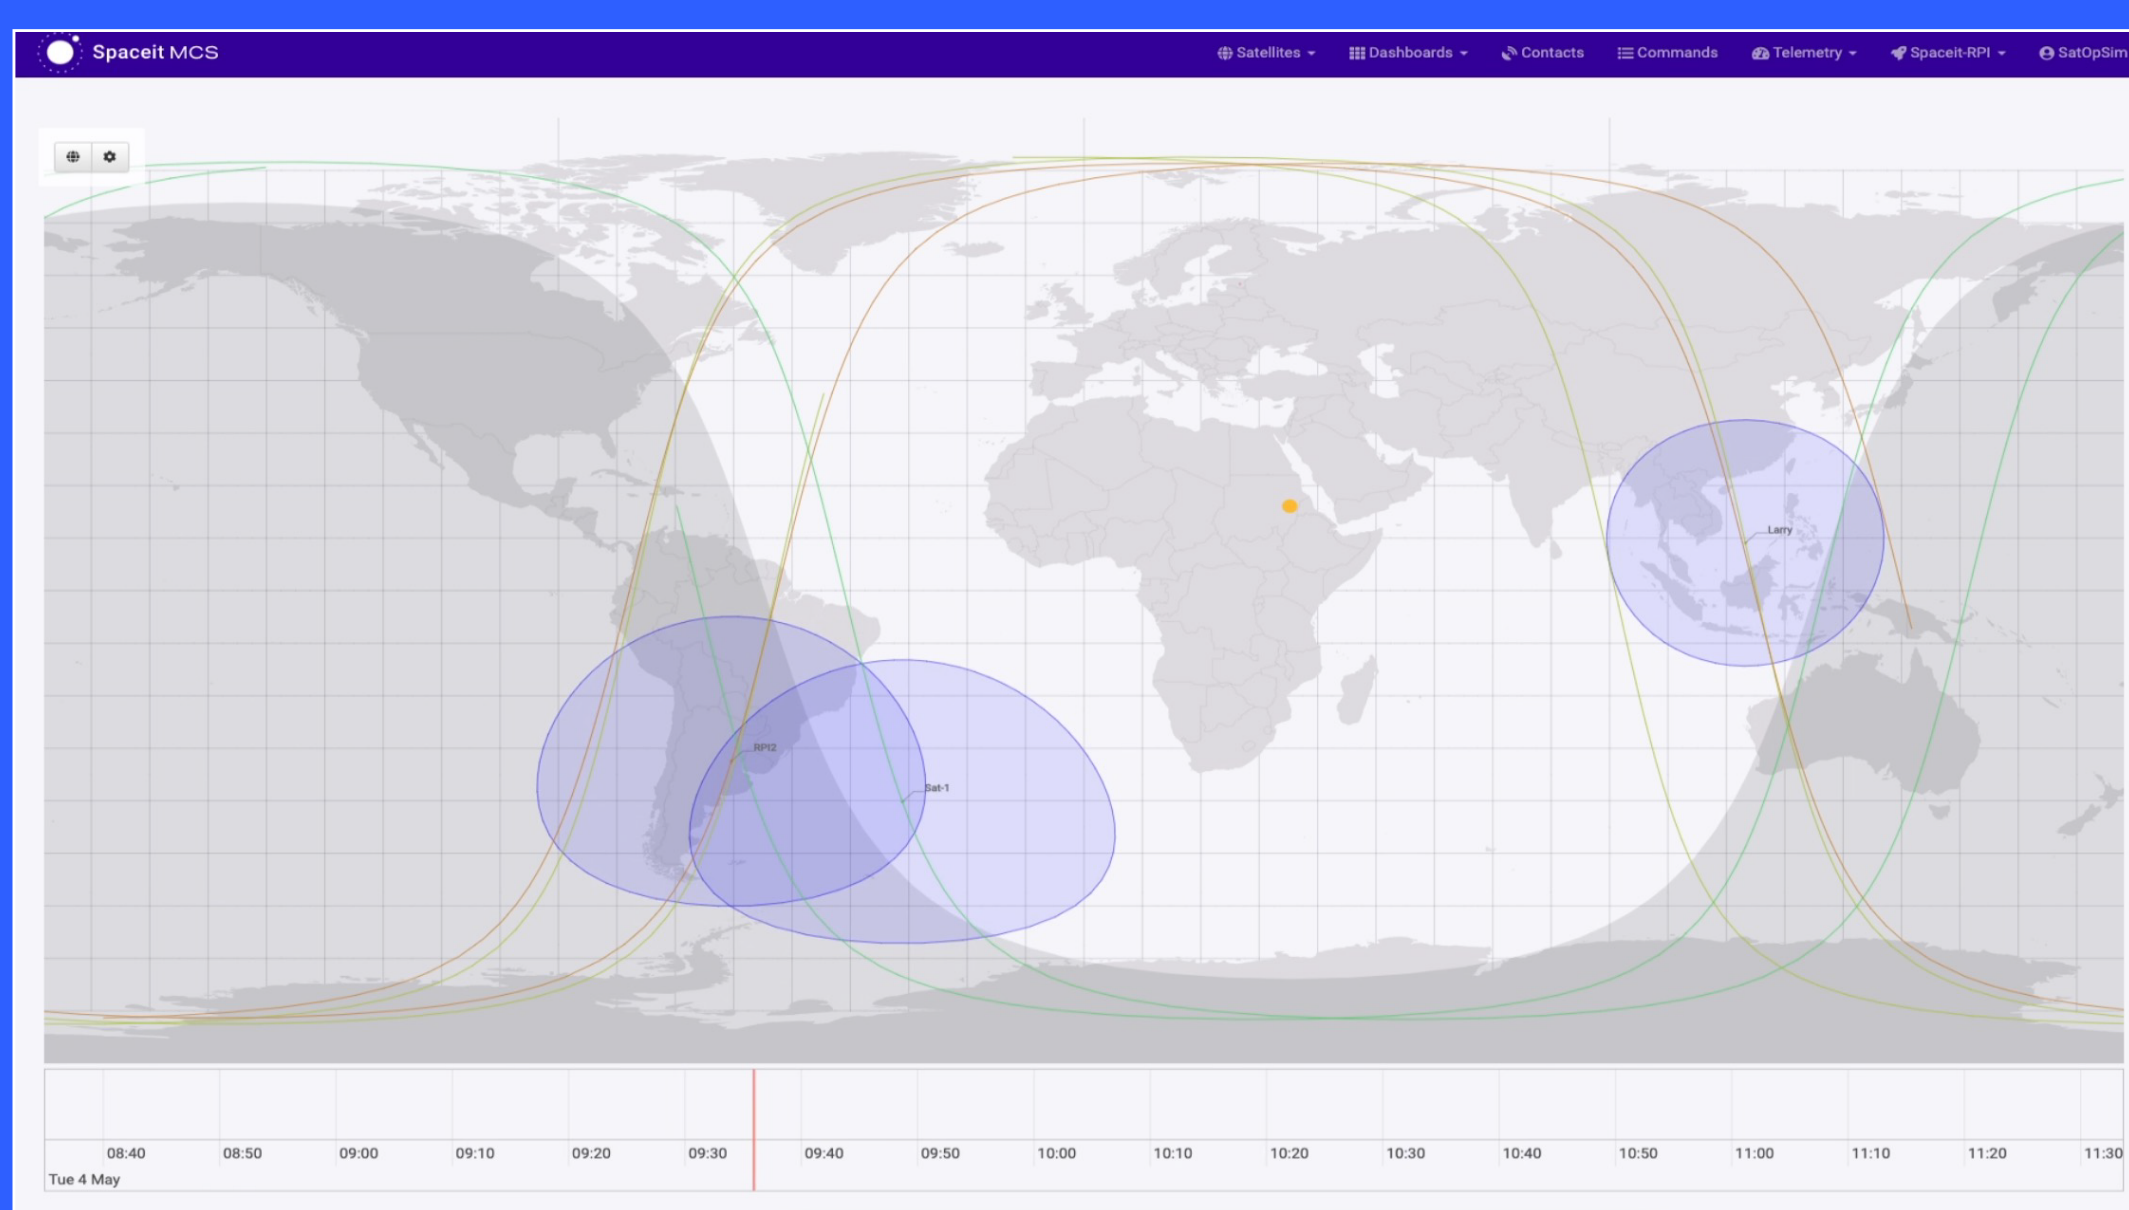 Spaceit MCS
Satellites Dashboards Contacts Commands Telemetry Spaceit-RPI SatOpSim
Larry
RPI2
Sat-1
08:40 08:50 09:00 09:10 09:20 09:30 09:40 09:50 10:00 10:10 10:20 10:30 10:40 10:50 11:00 11:10 11:20 11:30
Tue 4 May